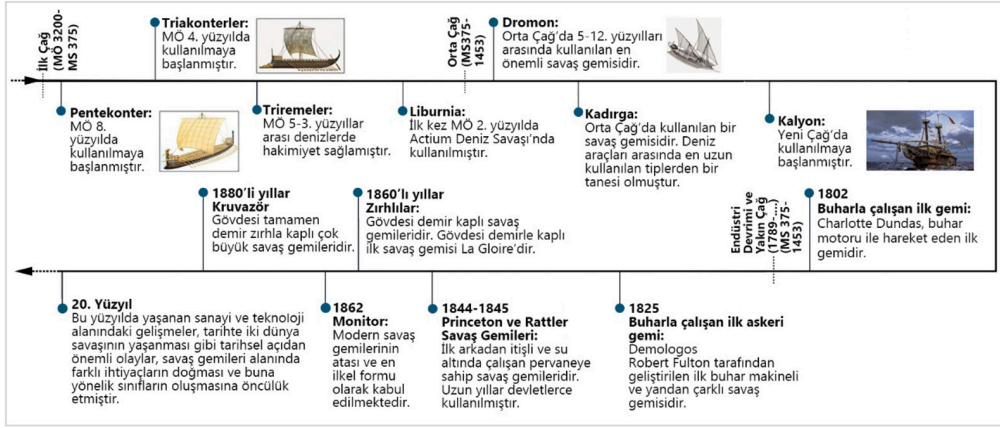 İlk Çağ
(MÖ 3200-
MS 375)
Triakonterler:
MÖ 4. yüzyılda
kullanılmaya
başlanmıştır.
Orta Çağ
(MS375-
1453)
Dromon:
Orta Çağ’da 5-12. yüzyılları
arasında kullanılan en
önemli savaş gemisidir.
Pentekonter:
MÖ 8.
yüzyılda
kullanılmaya
başlanmıştır.
Triremeler:
MÖ 5-3. yüzyıllar
arası denizlerde
hakimiyet sağlamıştır.
Liburnia:
İlk kez MÖ 2. yüzyılda
Actium Deniz Savaşı’nda
kullanılmıştır.
Kadırga:
Orta Çağ’da kullanılan bir
savaş gemisidir. Deniz
araçları arasında en uzun
kullanılan tiplerden bir
tanesi olmuştur.
Kalyon:
Yeni Çağ’da
kullanılmaya
başlanmıştır.
1802
Buharla çalışan ilk gemi:
Charlotte Dundas, buhar
motoru ile hareket eden ilk
gemidir.
Endüstri
Devrimi ve
Yakın Çağ
(1789-....)
(MS 375-
1453)
1860’lı yıllar
Zırhlılar:
Gövdesi demir kaplı savaş
gemileridir. Gövdesi demirle kaplı
ilk savaş gemisi La Gloire’dir.
1880’li yıllar
Kruvazör
Gövdesi tamamen
demir zırhla kaplı çok
büyük savaş gemileridir.
1825
Buharla çalışan ilk askeri
gemi:
Demologos
Robert Fulton tarafından
geliştirilen ilk buhar makineli
ve yandan çarklı savaş
gemisidir.
1844-1845
Princeton ve Rattler
Savaş Gemileri:
İlk arkadan itişli ve su
altında çalışan pervaneye
sahip savaş gemileridir.
Uzun yıllar devletlerce
kullanılmıştır.
1862
Monitor:
Modern savaş
gemilerinin
atası ve en
ilkel formu
olarak kabul
edilmektedir.
20. Yüzyıl
Bu yüzyılda yaşanan sanayi ve teknoloji
alanındaki gelişmeler, tarihte iki dünya
savaşının yaşanması gibi tarihsel açıdan
önemli olaylar, savaş gemileri alanında
farklı ihtiyaçların doğması ve buna
yönelik sınıfların oluşmasına öncülük
etmiştir.